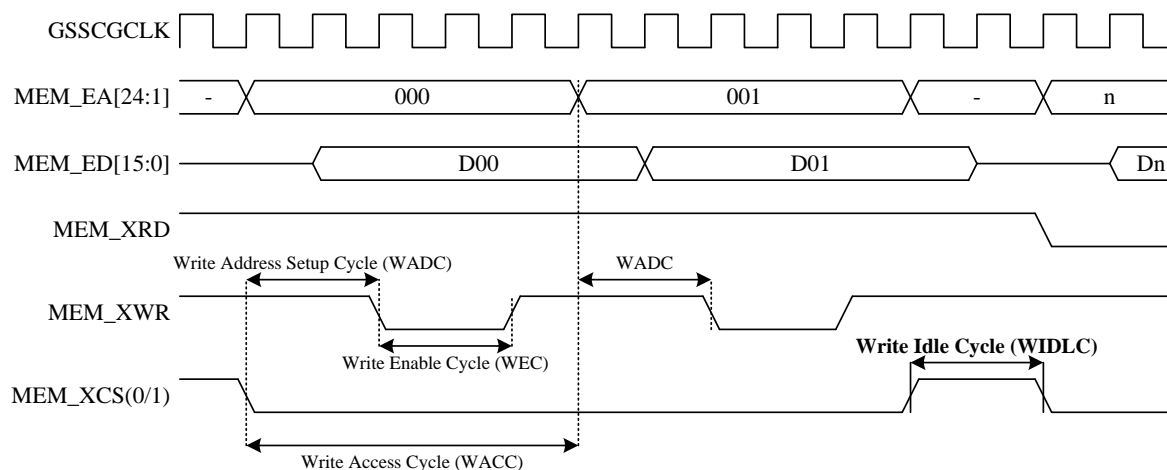 GSSCGCLK
MEM_EA[24:1]
- 000 001 - n
MEM_ED[15:0]
D00 D01 Dn
MEM_XRD
Write Address Setup Cycle (WADC) WADC
MEM_XWR
Write Enable Cycle (WEC)
Write Idle Cycle (WIDLC)
MEM_XCS(0/1)
Write Access Cycle (WACC)